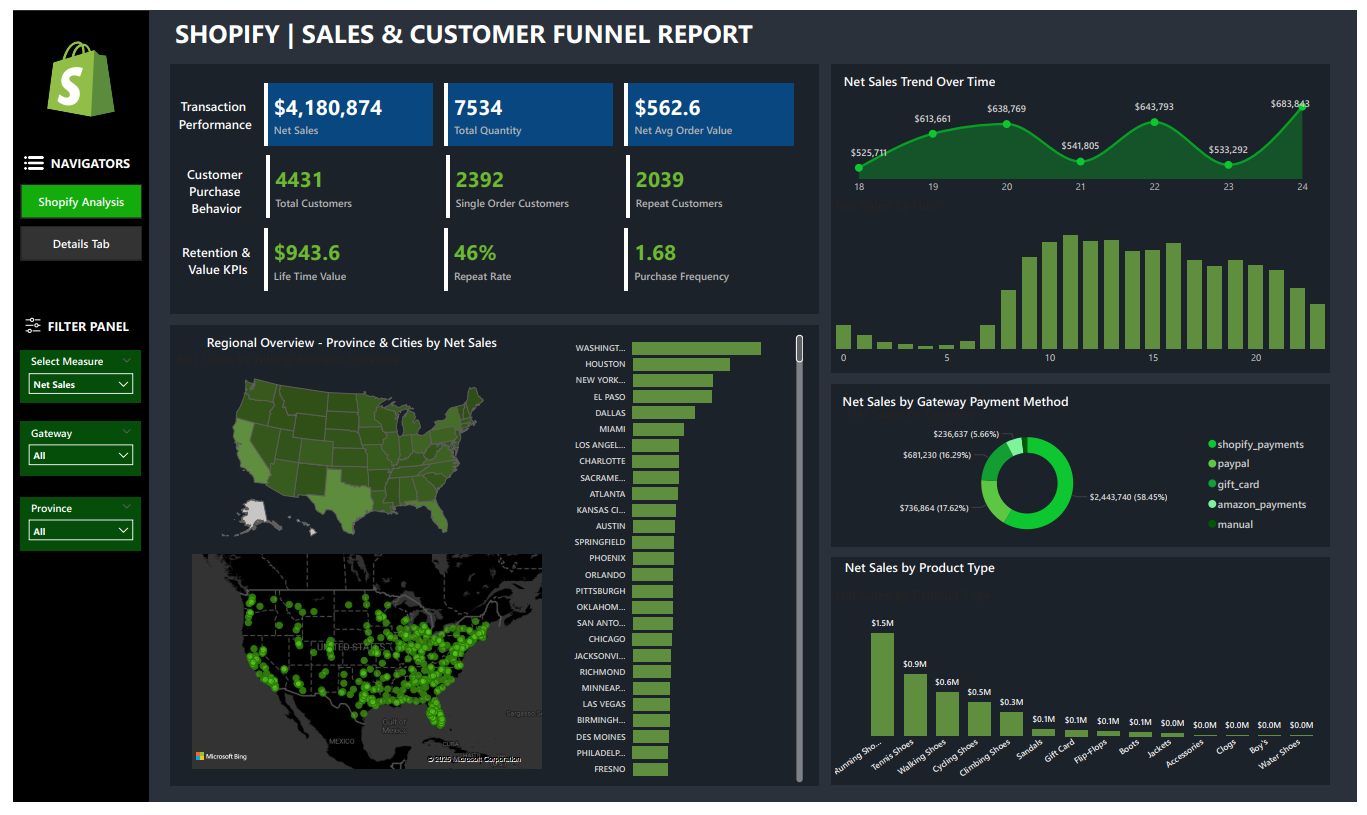 SHOPIFY | SALES & CUSTOMER FUNNEL REPORT
S
NAVIGATORS
Shopify Analysis
Details Tab
FILTER PANEL
Select Measure
Net Sales
Gateway
All
Province
All
Transaction
Performance
$4,180,874
Net Sales
7534
Total Quantity
$562.6
Net Avg Order Value
Customer
Purchase
Behavior
4431
Total Customers
2392
Single Order Customers
2039
Repeat Customers
Retention &
Value KPIs
$943.6
Life Time Value
46%
Repeat Rate
1.68
Purchase Frequency
Regional Overview - Province & Cities by Net Sales
WASHINGT...
HOUSTON
NEW YORK...
EL PASO
DALLAS
MIAMI
LOS ANGEL...
CHARLOTTE
SACRAME...
ATLANTA
KANSAS CI...
AUSTIN
SPRINGFIELD
PHOENIX
ORLANDO
PITTSBURGH
OKLAHOM...
SAN ANTO...
CHICAGO
JACKSONVI...
RICHMOND
MINNEAP...
LAS VEGAS
BIRMINGH...
DES MOINES
PHILADELP...
FRESNO
UNITED STATES
Gulf of
Mexico
MEXICO
CUBA
Microsoft Bing
© 2025 Microsoft Corporation
Net Sales Trend Over Time
$525,711
$613,661
$638,769
$541,805
$643,793
$533,292
$683,843
18 19 20 21 22 23 24
0 5 10 15 20
Net Sales by Gateway Payment Method
$236,637 (5.66%)
$681,230 (16.29%)
$736,864 (17.62%)
$2,443,740 (58.45%)
shopify_payments
paypal
gift_card
amazon_payments
manual
Net Sales by Product Type
$1.5M $0.9M $0.6M $0.5M $0.3M $0.1M $0.1M $0.1M $0.1M $0.0M $0.0M $0.0M $0.0M $0.0M
Running Sho... Tennis Shoes Walking Shoes Cycling Shoes Climbing Shoes Sandals Gift Card Flip-Flops Boots Jackets Accessories Clogs Boy's Water Shoes